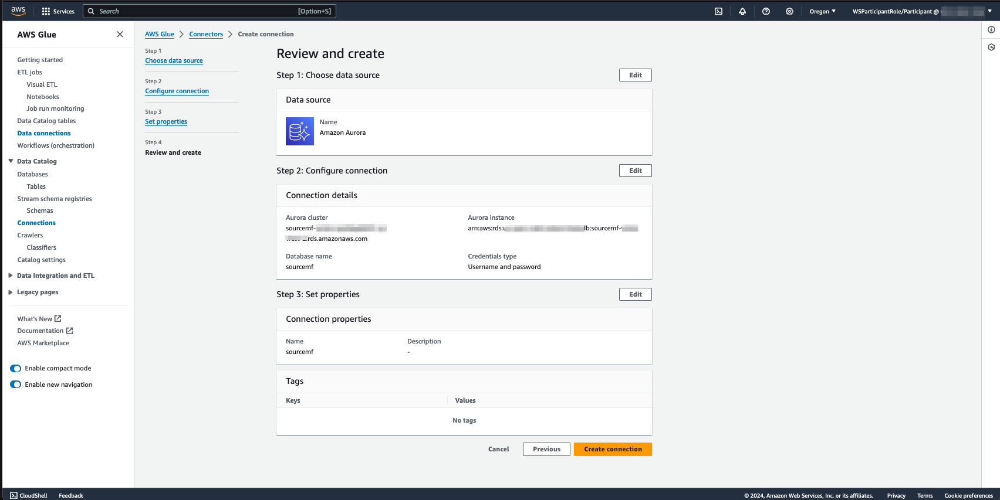 aws
Services
Search
[Option+S]
Oregon
WSParticipantRole/Participant @
AWS Glue
Getting started
ETL jobs
Visual ETL
Notebooks
Job run monitoring
Data Catalog tables
Data connections
Workflows (orchestration)
Data Catalog
Databases
Tables
Stream schema registries
Schemas
Connections
Crawlers
Classifiers
Catalog settings
Data Integration and ETL
Legacy pages
What's New
Documentation
AWS Marketplace
Enable compact mode
Enable new navigation
AWS Glue
Connectors
Create connection
Step 1
Choose data source
Step 2
Configure connection
Step 3
Set properties
Step 4
Review and create
Review and create
Step 1: Choose data source
Edit
Data source
Name
Amazon Aurora
Step 2: Configure connection
Edit
Connection details
Aurora cluster
sourcemf-
.rds.amazonaws.com
Aurora instance
arn:aws:rds: lb:sourcemf-
Database name
sourcemf
Credentials type
Username and password
Step 3: Set properties
Edit
Connection properties
Name
sourcemf
Description
-
Tags
Keys
Values
No tags
Cancel
Previous
Create connection
CloudShell
Feedback
© 2024, Amazon Web Services, Inc. or its affiliates.
Privacy
Terms
Cookie preferences